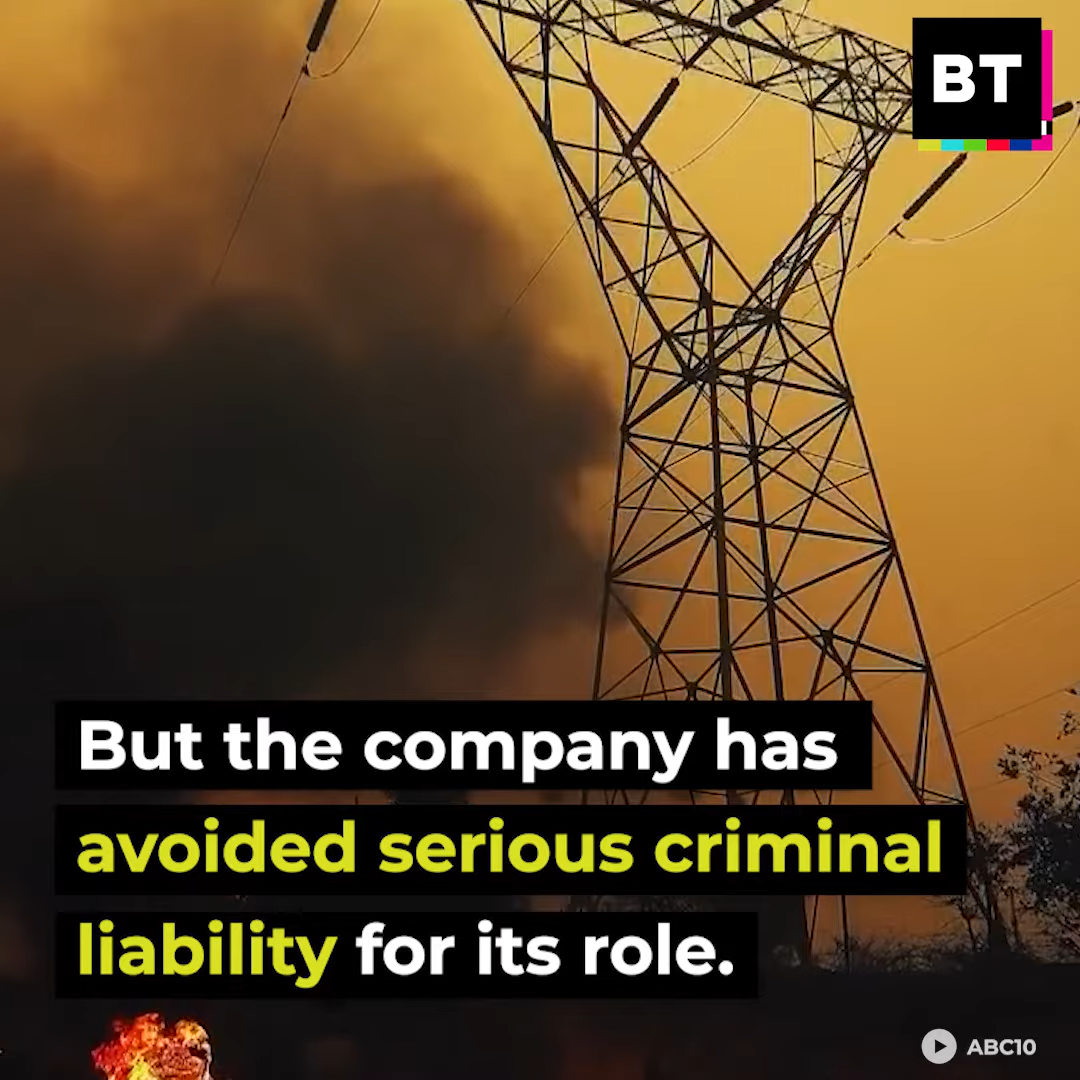 BT
But the company has
avoided serious criminal
liability for its role.
ABC10